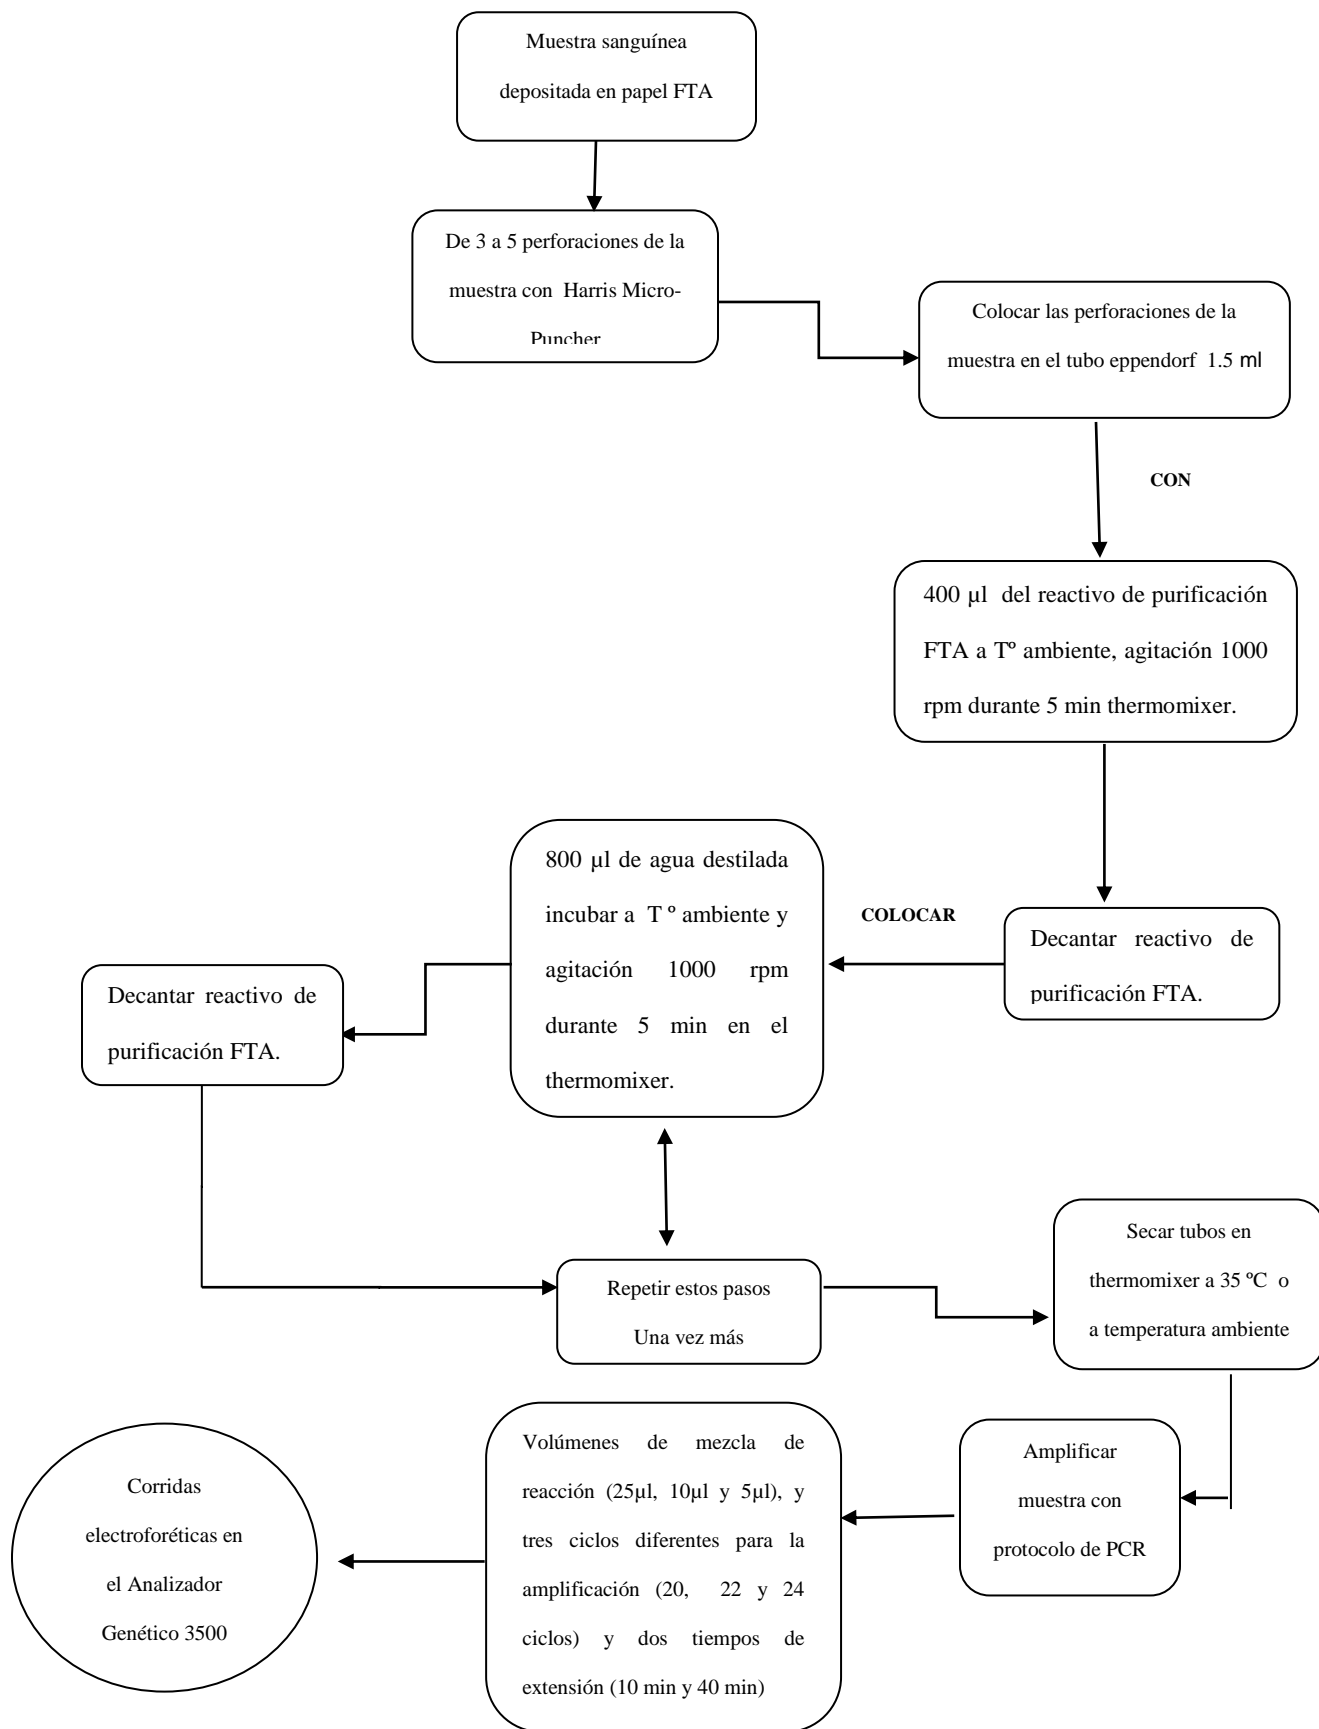 Muestra sanguínea
depositada en papel FTA
De 3 a 5 perforaciones de la
muestra con Harris Micro-
Puncher
Colocar las perforaciones de la
muestra en el tubo eppendorf 1.5 ml
CON
400 µl del reactivo de purificación
FTA a Tº ambiente, agitación 1000
rpm durante 5 min thermomixer.
Decantar reactivo de
purificación FTA.
COLOCAR
800 µl de agua destilada
incubar a T º ambiente y
agitación 1000 rpm
durante 5 min en el
thermomixer.
Decantar reactivo de
purificación FTA.
Repetir estos pasos
Una vez más
Secar tubos en
thermomixer a 35 ºC o
a temperatura ambiente
Amplificar
muestra con
protocolo de PCR
Volúmenes de mezcla de
reacción (25µl, 10µl y 5µl), y
tres ciclos diferentes para la
amplificación (20, 22 y 24
ciclos) y dos tiempos de
extensión (10 min y 40 min)
Corridas
electroforéticas en
el Analizador
Genético 3500